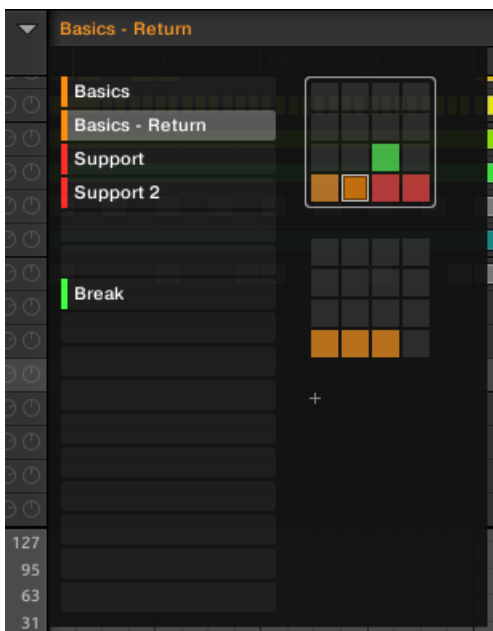 Basics - Return
Basics
Basics - Return
Support
Support 2
Break
+
127
95
63
31